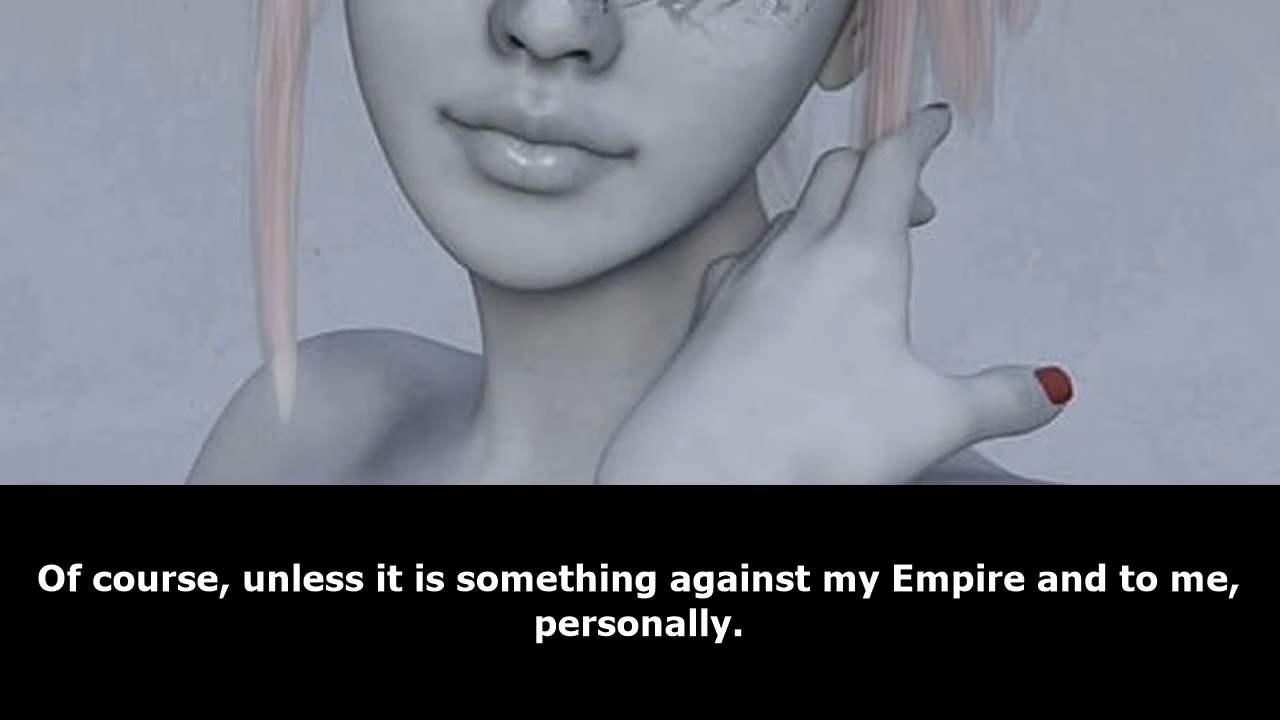 Of course, unless it is something against my Empire and to me,
personally.